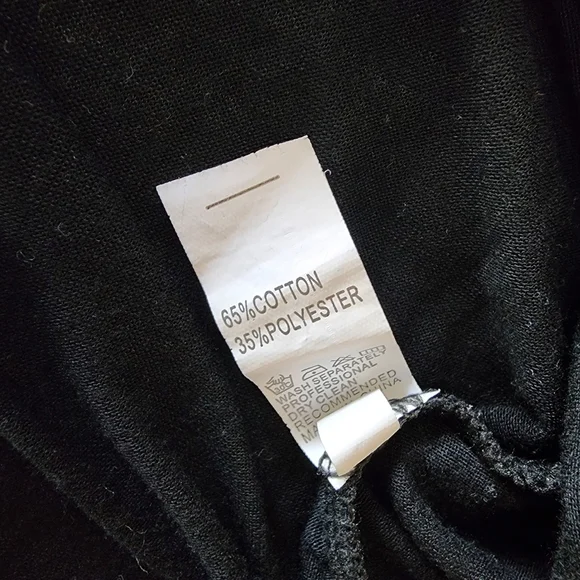 65%COTTON
35%POLYESTER
WASH SEPARATELY
PROFESSIONAL
DRY CLEAN
RECOMMENDED